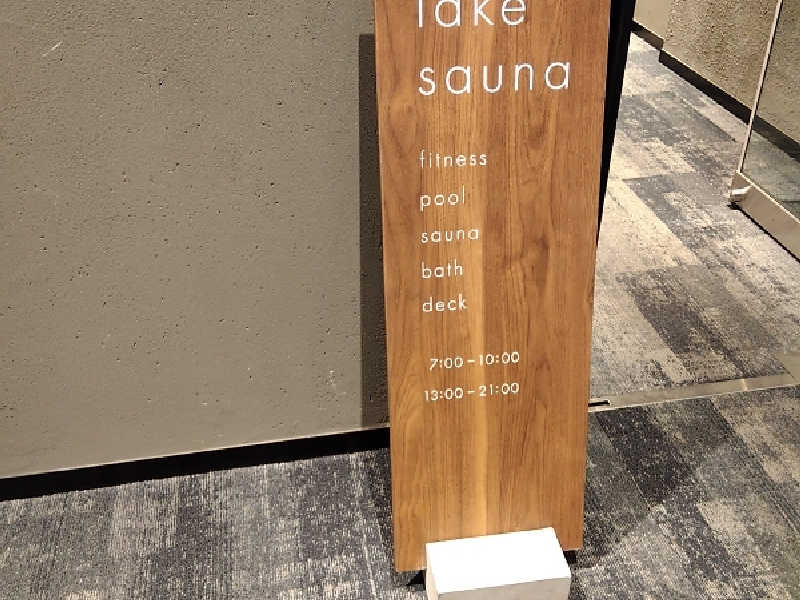 lake
sauna
fitness
pool
sauna
bath
deck
7:00-10:00
13:00-21:00